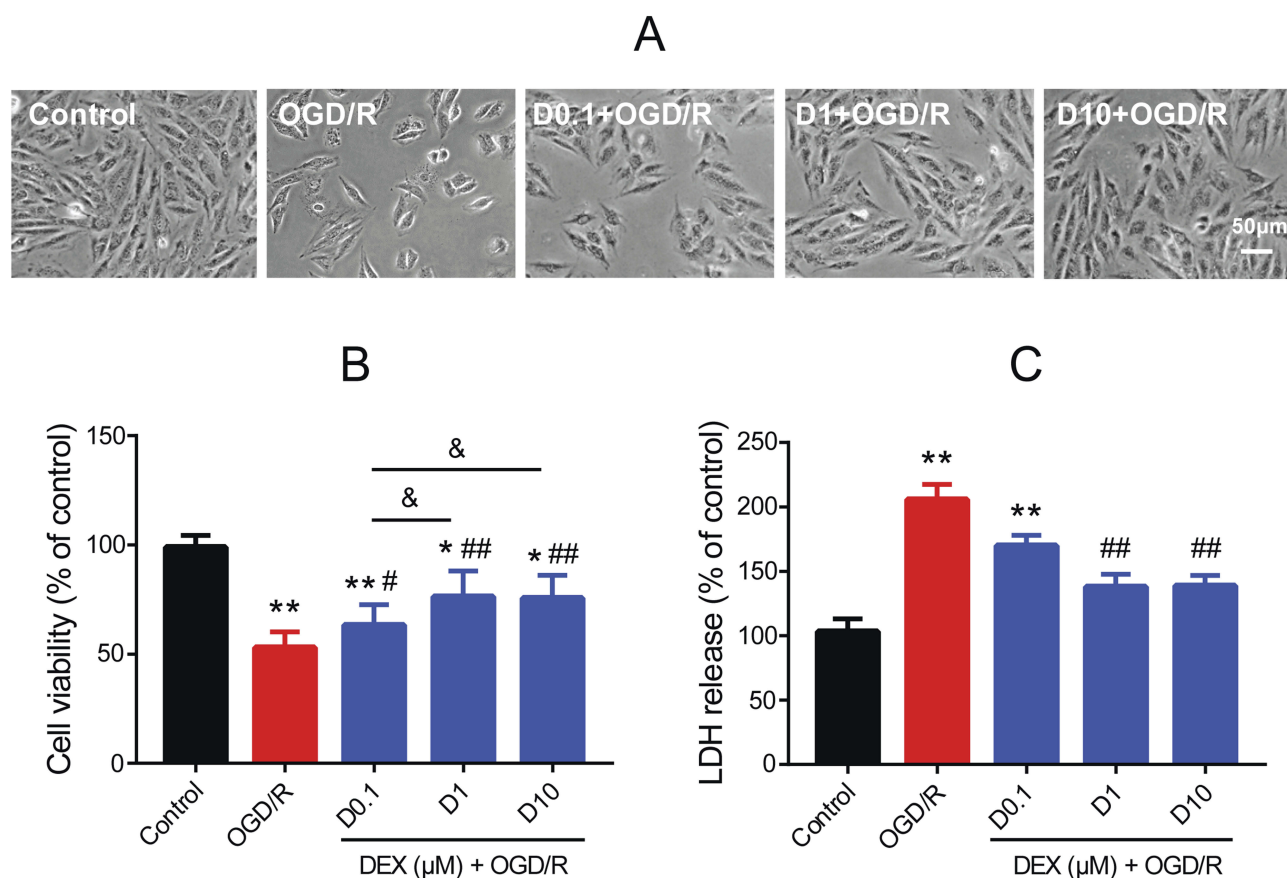 A
Control
OGD/R
D0.1+OGD/R
D1+OGD/R
D10+OGD/R
50µm
B
Cell viability (% of control)
150
100
50
0
&
&
**
** #
* ##
* ##
Control
OGD/R
D0.1
D1
D10
DEX (µM) + OGD/R
C
LDH release (% of control)
250
200
150
100
50
0
**
**
##
##
Control
OGD/R
D0.1
D1
D10
DEX (µM) + OGD/R